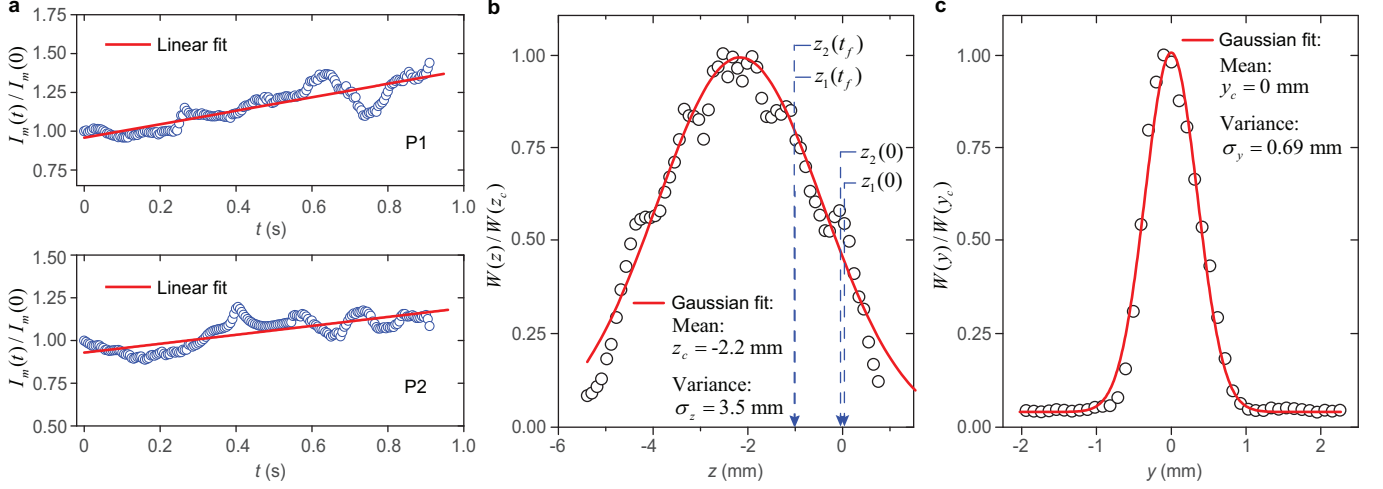 a
I_m(t) / I_m(0)
1.75
1.50
1.25
1.00
0.75
Linear fit
P1
0.0 0.2 0.4 0.6 0.8 1.0
t (s)
I_m(t) / I_m(0)
1.50
1.25
1.00
0.75
0.50
Linear fit
P2
0.0 0.2 0.4 0.6 0.8 1.0
t (s)
b
W(z) / W(z_c)
1.00
0.75
0.50
0.25
0.00
z_2(t_f)
z_1(t_f)
z_2(0)
z_1(0)
Gaussian fit:
Mean:
z_c = -2.2 mm
Variance:
σ_z = 3.5 mm
-6 -4 -2 0
z (mm)
c
W(y) / W(y_c)
1.00
0.75
0.50
0.25
0.00
Gaussian fit:
Mean:
y_c = 0 mm
Variance:
σ_y = 0.69 mm
-2 -1 0 1 2
y (mm)